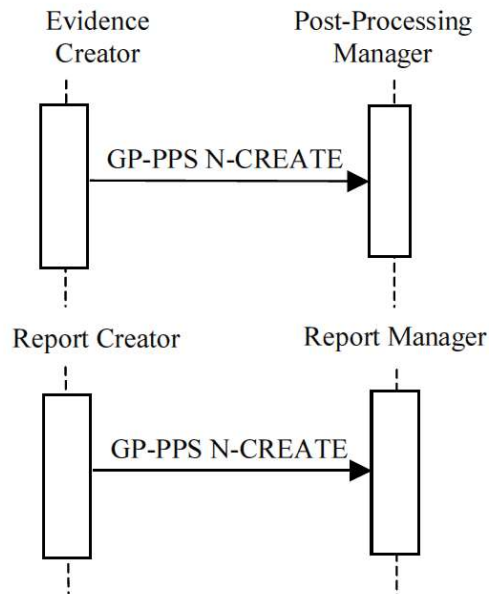 Evidence
Creator
Post-Processing
Manager
GP-PPS N-CREATE
Report Creator
Report Manager
GP-PPS N-CREATE